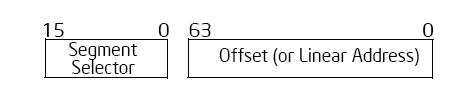 15 0 63 0
Segment
Selector
Offset (or Linear Address)